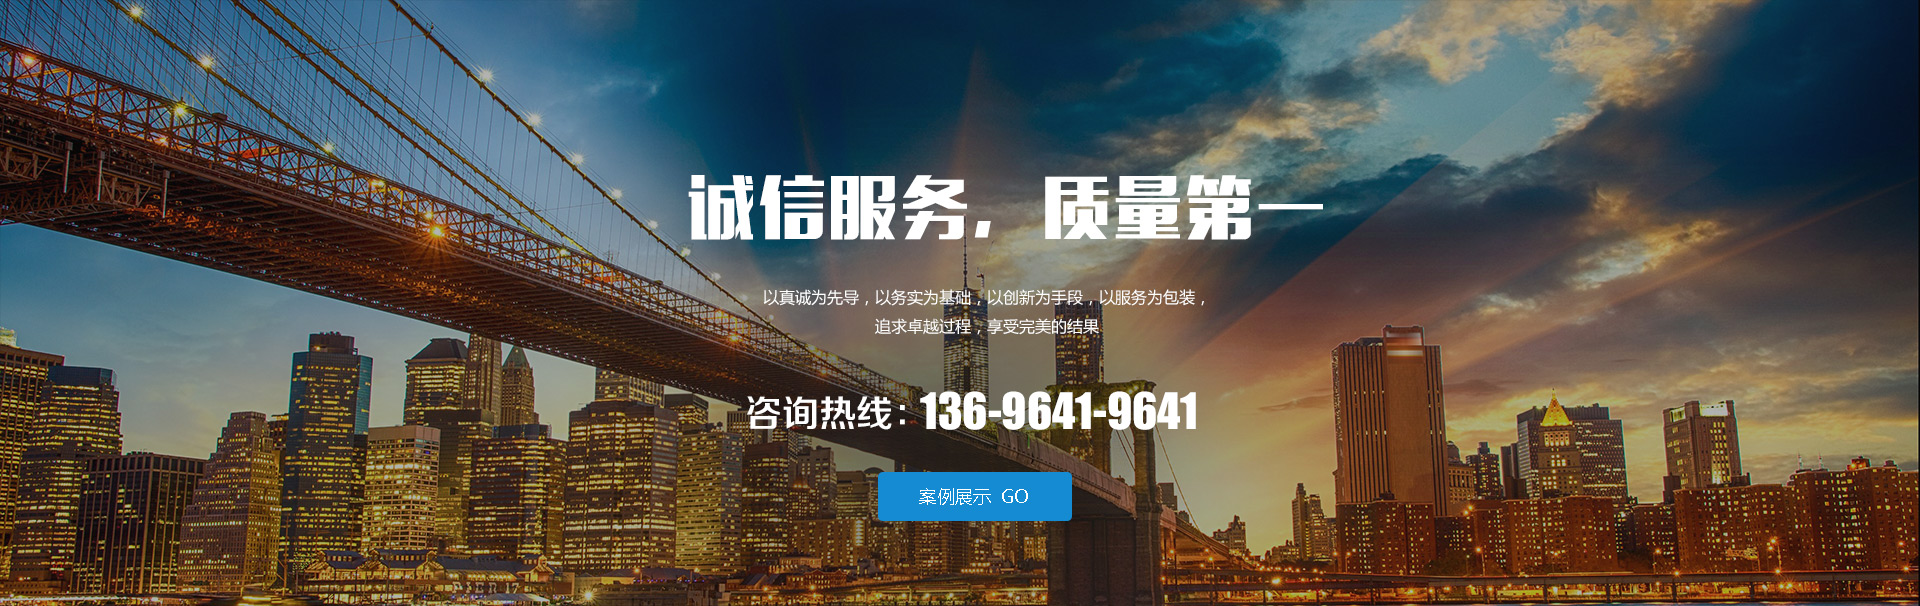 诚信服务，质量第一
以真诚为先导，以务实为基础，以创新为手段，以服务为包装，
追求卓越过程，享受完美的结果
咨询热线：136-9641-9641
案例展示 GO
PIER 17